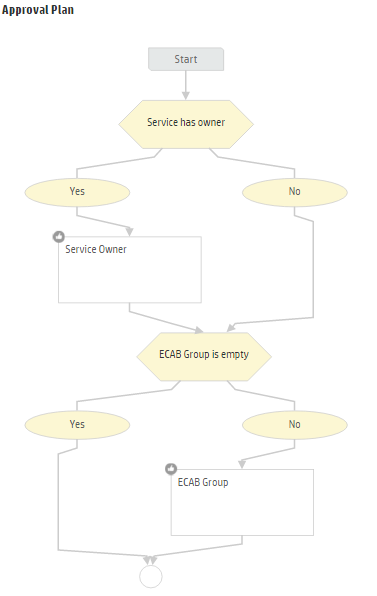 Approval Plan
Start
Service has owner
Yes
No
Service Owner
ECAB Group is empty
Yes
No
ECAB Group